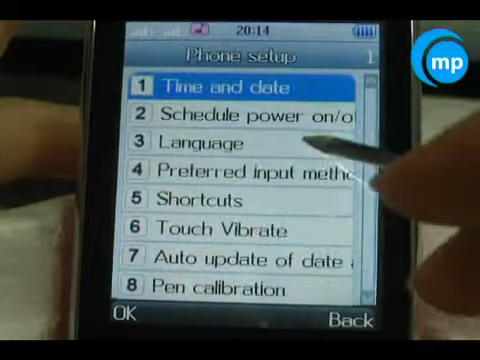 20:14
Phone setup 1
1 Time and date
2 Schedule power on/o
3 Language
4 Preferred input metho
5 Shortcuts
6 Touch Vibrate
7 Auto update of date a
8 Pen calibration
OK Back
mp